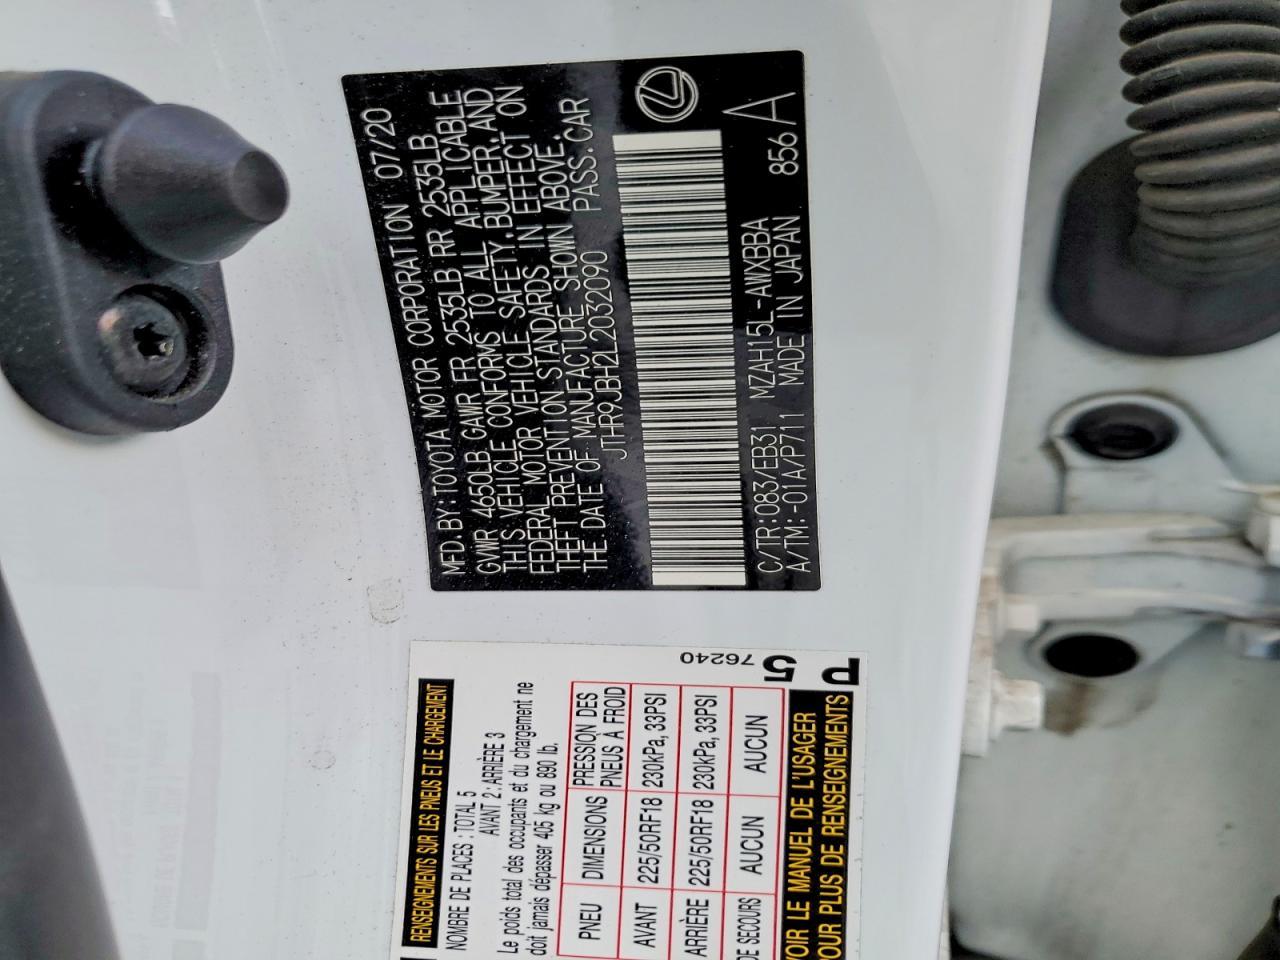 MFD. BY: TOYOTA MOTOR CORPORATION 07/20
GVWR 4650LB GAWR FR 2535LB RR 2535LB
THIS VEHICLE CONFORMS TO ALL APPLICABLE
FEDERAL MOTOR VEHICLE SAFETY, BUMPER, AND
THEFT PREVENTION STANDARDS IN EFFECT ON
THE DATE OF MANUFACTURE SHOWN ABOVE.
JTHR9JBH2L2032090 PASS. CAR
C/TR: 083/EB31 MZAH15L-AWXBBA 856 A
A/TM: -01A/P711 MADE IN JAPAN
RENSEIGNEMENTS SUR LES PNEUS ET LE CHARGEMENT
NOMBRE DE PLACES : TOTAL 5
AVANT 2 : ARRIÈRE 3
Le poids total des occupants et du chargement ne
doit jamais dépasser 405 kg ou 890 lb.
PNEU DIMENSIONS PRESSION DES PNEUS À FROID
AVANT 225/50RF18 230kPa, 33PSI
ARRIÈRE 225/50RF18 230kPa, 33PSI
DE SECOURS AUCUN AUCUN
VOIR LE MANUEL DE L'USAGER
POUR PLUS DE RENSEIGNEMENTS
76240
5
P